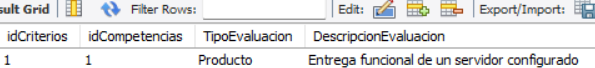 sult Grid Filter Rows: Edit: Export/Import:
idCriterios idCompetencias TipoEvaluacion DescripcionEvaluacion
1 1 Producto Entrega funcional de un servidor configurado